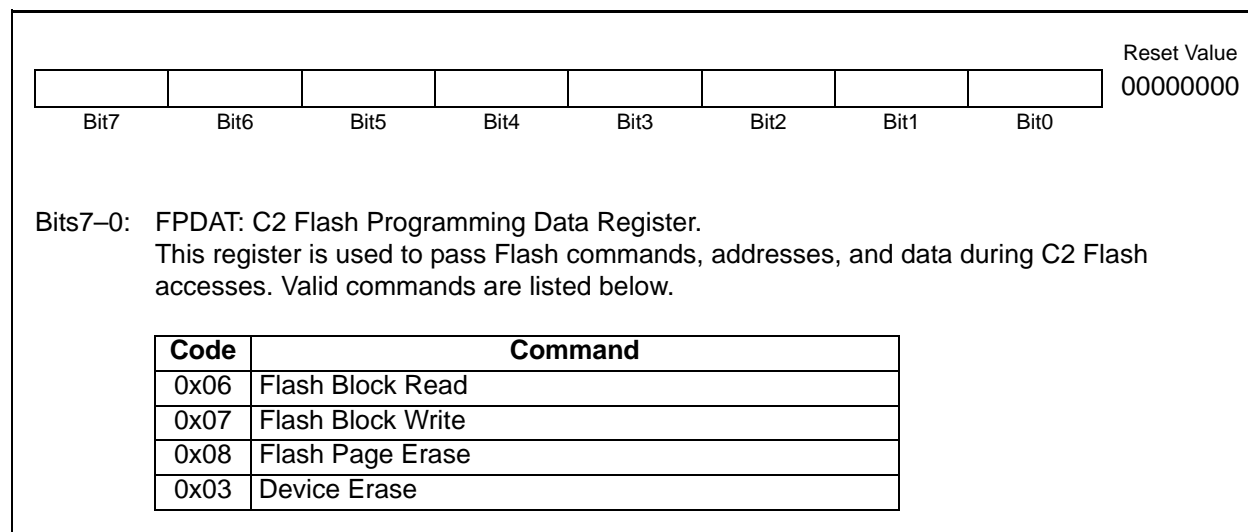 Reset Value
00000000
Bit7 Bit6 Bit5 Bit4 Bit3 Bit2 Bit1 Bit0
Bits7–0: FPDAT: C2 Flash Programming Data Register.
This register is used to pass Flash commands, addresses, and data during C2 Flash
accesses. Valid commands are listed below.
Code Command
0x06 Flash Block Read
0x07 Flash Block Write
0x08 Flash Page Erase
0x03 Device Erase